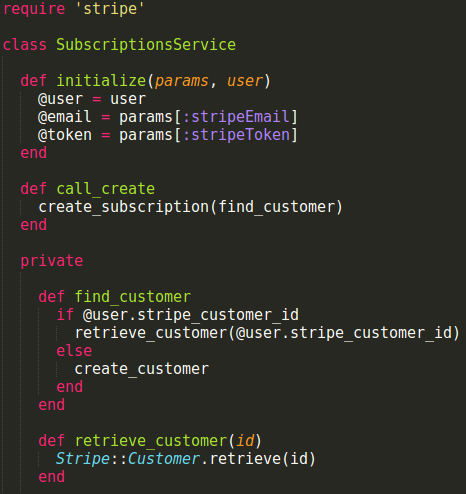 require 'stripe'
class SubscriptionsService
def initialize(params, user)
@user = user
@email = params[:stripeEmail]
@token = params[:stripeToken]
end
def call_create
create_subscription(find_customer)
end
private
def find_customer
if @user.stripe_customer_id
retrieve_customer(@user.stripe_customer_id)
else
create_customer
end
end
def retrieve_customer(id)
Stripe::Customer.retrieve(id)
end